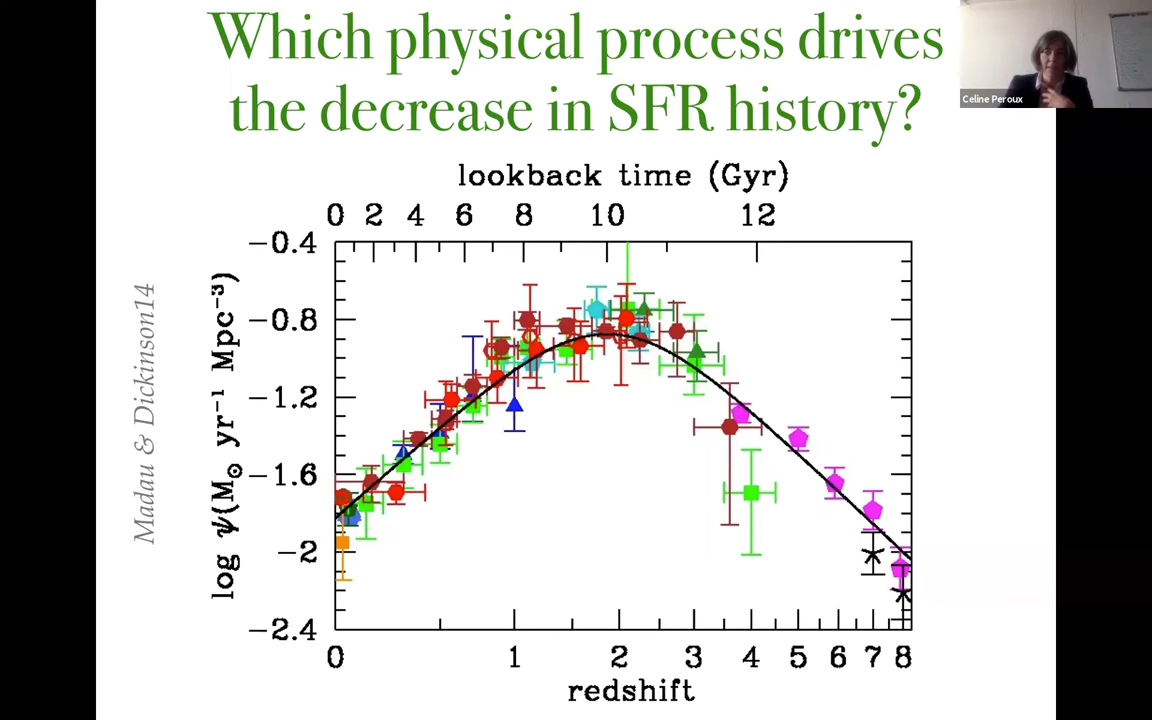 Which physical process drives
the decrease in SFR history?
Celine Peroux
lookback time (Gyr)
0 2 4 6 8 10 12
Madau & Dickinson14
log ψ(M⊙ yr⁻¹ Mpc⁻³)
−0.4
−0.8
−1.2
−1.6
−2
−2.4
0 1 2 3 4 5 6 7 8
redshift